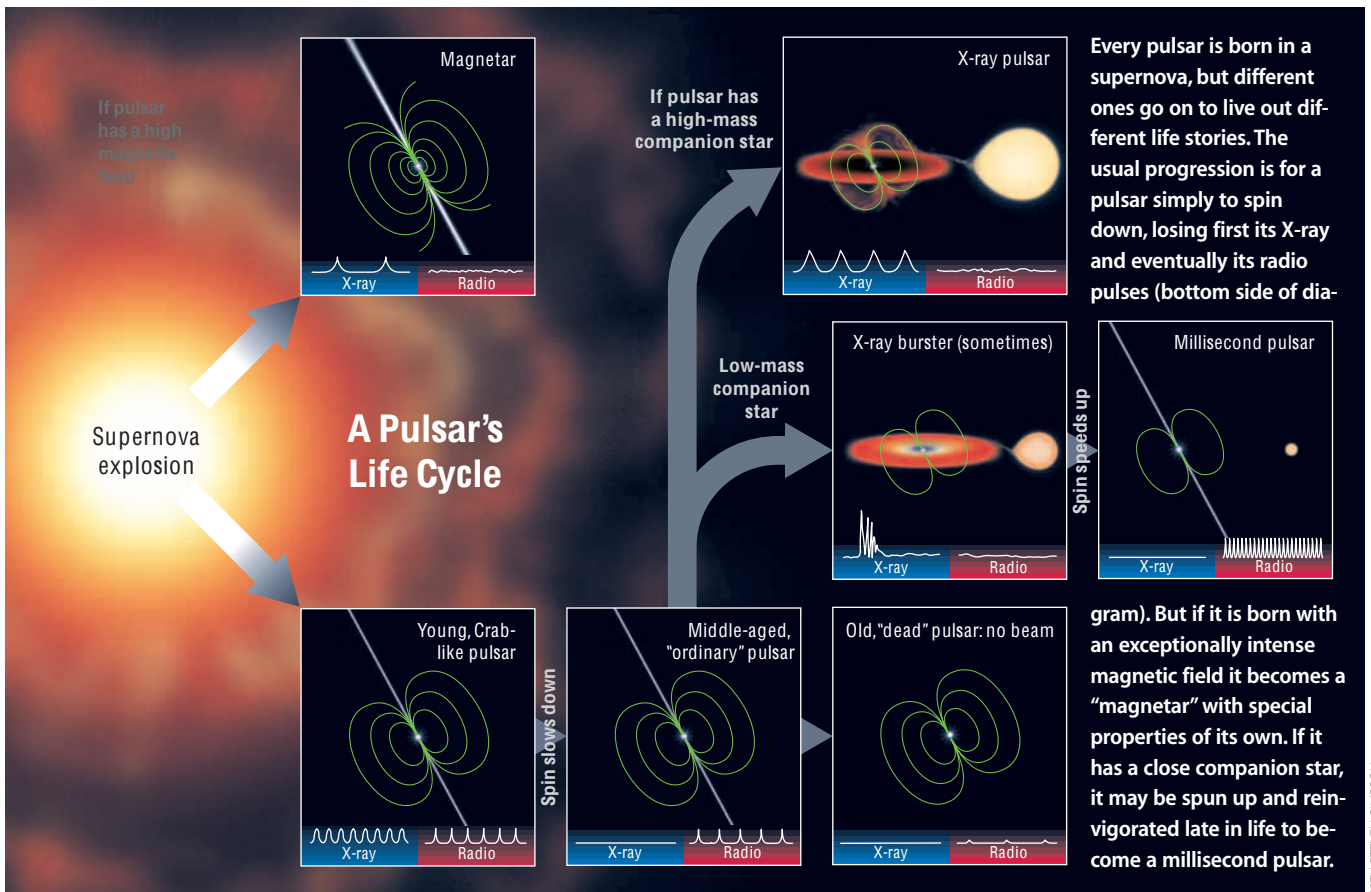 If pulsar
has a high
magnetic
field
Magnetar
X-ray
Radio
Supernova
explosion
A Pulsar's
Life Cycle
Young, Crab-
like pulsar
X-ray
Radio
Spin slows down
Middle-aged,
"ordinary" pulsar
X-ray
Radio
Old, "dead" pulsar: no beam
X-ray
Radio
If pulsar has
a high-mass
companion star
X-ray pulsar
X-ray
Radio
Low-mass
companion
star
X-ray burster (sometimes)
X-ray
Radio
Spin speeds up
Millisecond pulsar
X-ray
Radio
Every pulsar is born in a
supernova, but different
ones go on to live out dif-
ferent life stories. The
usual progression is for a
pulsar simply to spin
down, losing first its X-ray
and eventually its radio
pulses (bottom side of dia-
gram). But if it is born with
an exceptionally intense
magnetic field it becomes a
"magnetar" with special
properties of its own. If it
has a close companion star,
it may be spun up and rein-
vigorated late in life to be-
come a millisecond pulsar.